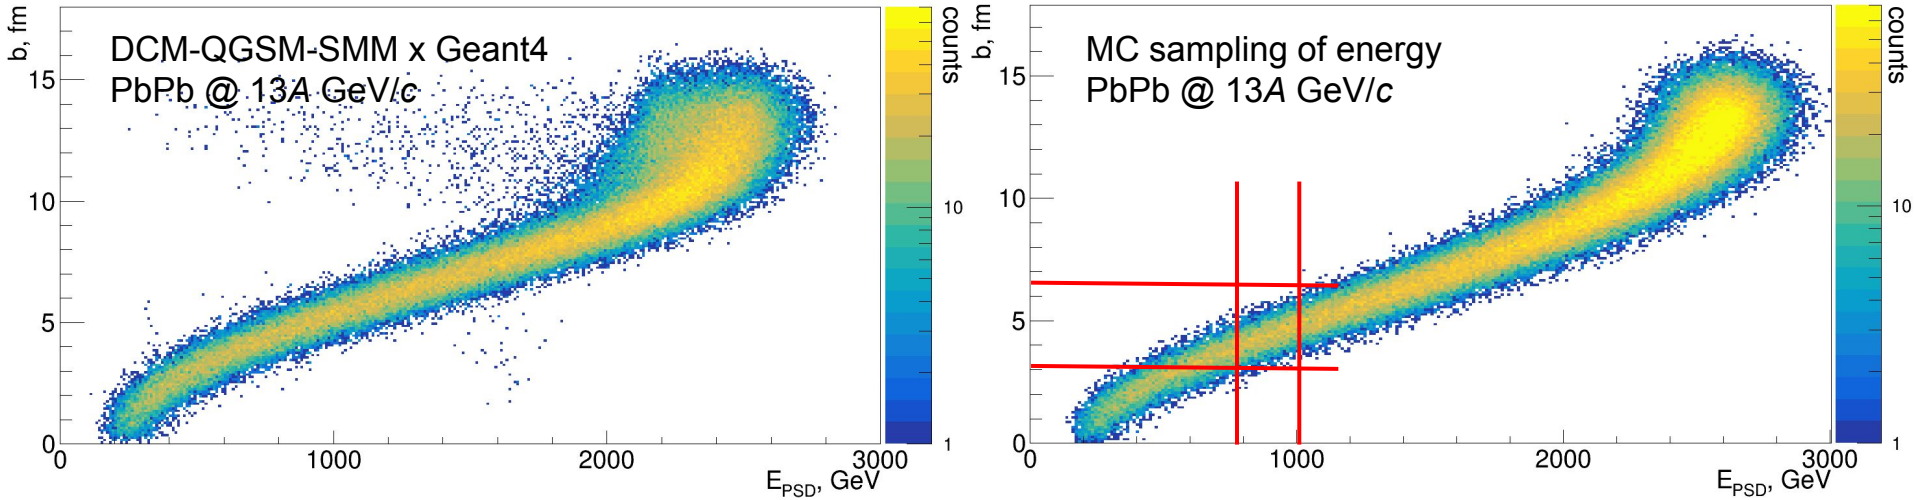 DCM-QGSM-SMM x Geant4
PbPb @ 13A GeV/c
b, fm
15
10
5
0
0
1000
2000
3000
E_PSD, GeV
counts
10
1
MC sampling of energy
PbPb @ 13A GeV/c
b, fm
15
10
5
0
0
1000
2000
3000
E_PSD, GeV
counts
10
1